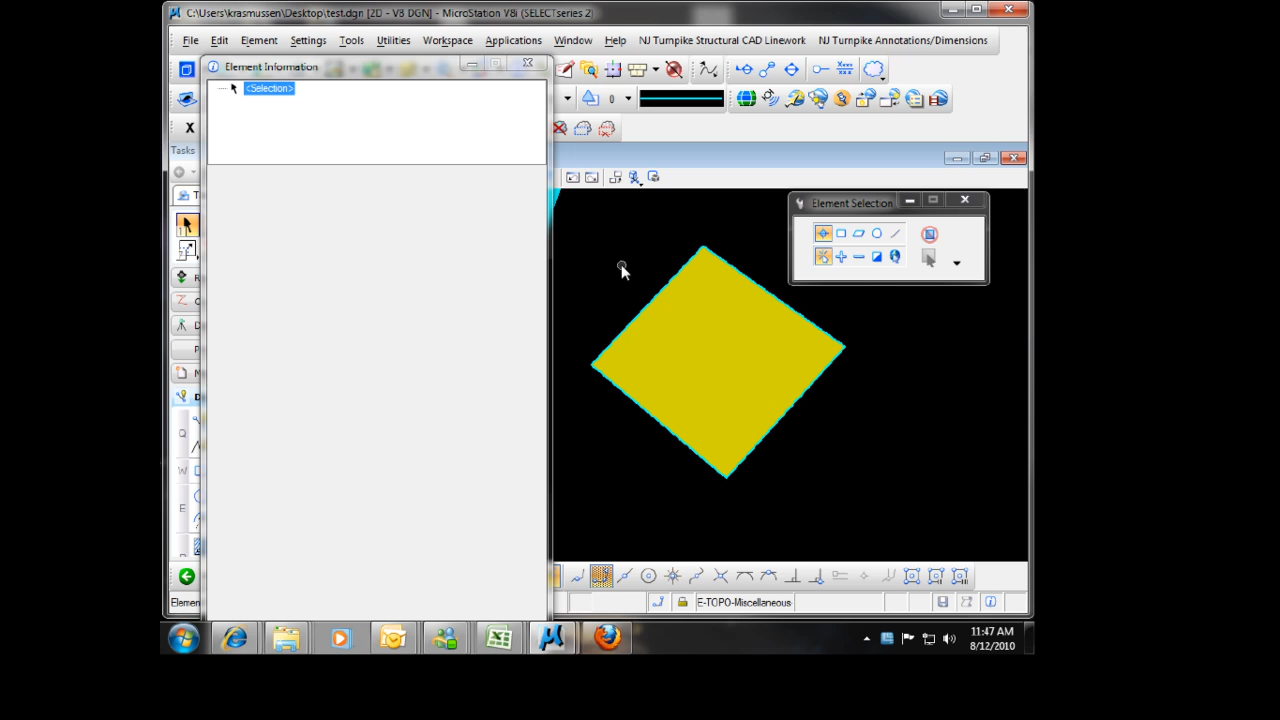 C:\Users\krasmussen\Desktop\test.dgn [2D - V8 DGN] - MicroStation V8i (SELECTseries 2)
File Edit Element Settings Tools Utilities Workspace Applications Window Help NJ Turnpike Structural CAD Linework NJ Turnpike Annotations/Dimensions
Element Information
<Selection>
0
Tasks
Element Selection
Q
W
E
E-TOPO-Miscellaneous
11:47 AM
8/12/2010